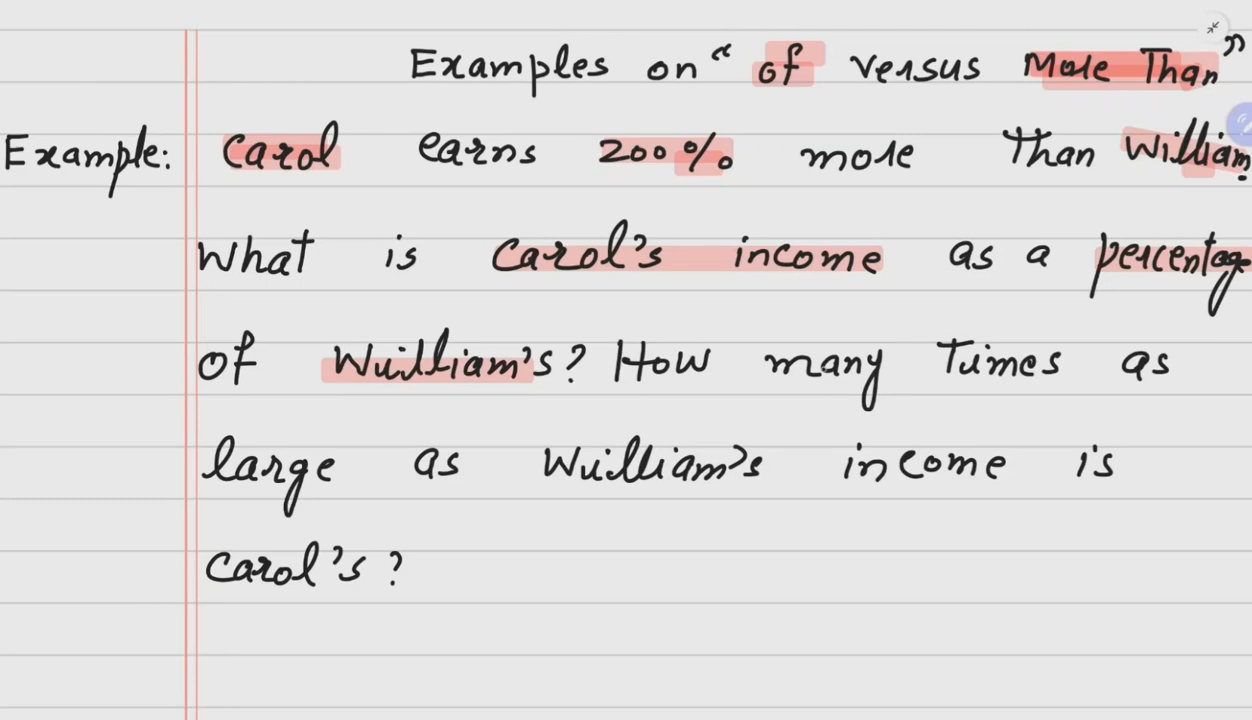 Examples on " of versus More Than"
Example: Carol earns 200% more Than William.
What is Carol's income as a percentage
of William's? How many Times as
large as William's income is
Carol's?